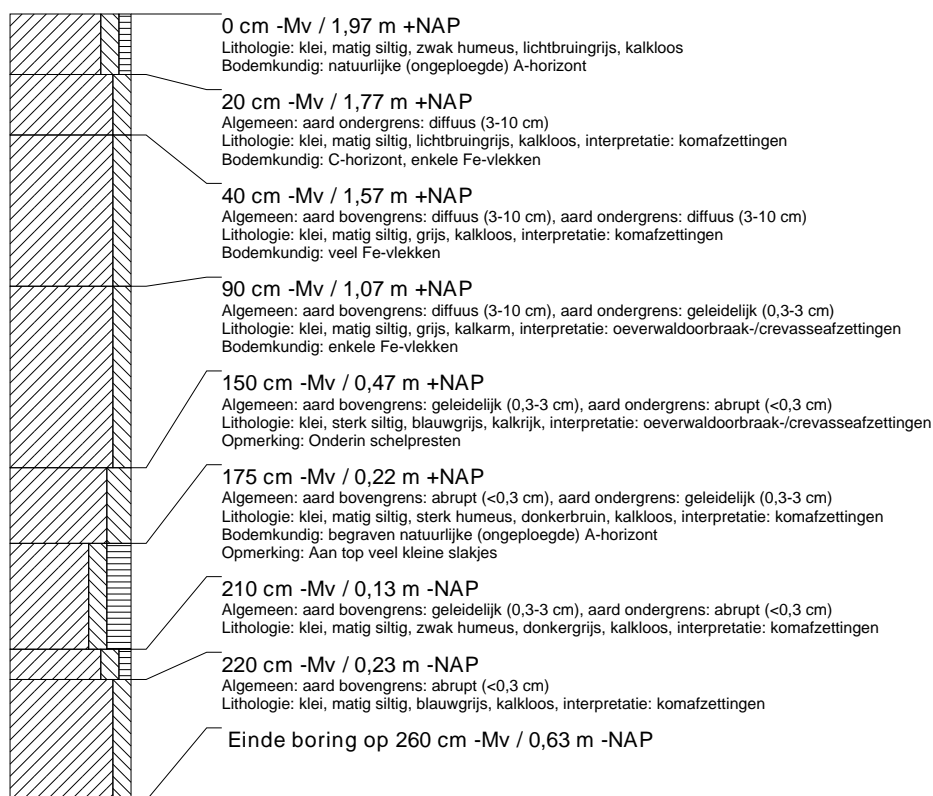 0 cm -Mv / 1,97 m +NAP
Lithologie: klei, matig siltig, zwak humeus, lichtbruingrijs, kalkloos
Bodemkundig: natuurlijke (ongeploegde) A-horizont
20 cm -Mv / 1,77 m +NAP
Algemeen: aard ondergrens: diffuus (3-10 cm)
Lithologie: klei, matig siltig, lichtbruingrijs, kalkloos, interpretatie: komafzettingen
Bodemkundig: C-horizont, enkele Fe-vlekken
40 cm -Mv / 1,57 m +NAP
Algemeen: aard bovengrens: diffuus (3-10 cm), aard ondergrens: diffuus (3-10 cm)
Lithologie: klei, matig siltig, grijs, kalkloos, interpretatie: komafzettingen
Bodemkundig: veel Fe-vlekken
90 cm -Mv / 1,07 m +NAP
Algemeen: aard bovengrens: diffuus (3-10 cm), aard ondergrens: geleidelijk (0,3-3 cm)
Lithologie: klei, matig siltig, grijs, kalkarm, interpretatie: oeverwaldoorbraak-/crevasseafzettingen
Bodemkundig: enkele Fe-vlekken
150 cm -Mv / 0,47 m +NAP
Algemeen: aard bovengrens: geleidelijk (0,3-3 cm), aard ondergrens: abrupt (<0,3 cm)
Lithologie: klei, sterk siltig, blauwgrijs, kalkrijk, interpretatie: oeverwaldoorbraak-/crevasseafzettingen
Opmerking: Onderin schelpresten
175 cm -Mv / 0,22 m +NAP
Algemeen: aard bovengrens: abrupt (<0,3 cm), aard ondergrens: geleidelijk (0,3-3 cm)
Lithologie: klei, matig siltig, sterk humeus, donkerbruin, kalkloos, interpretatie: komafzettingen
Bodemkundig: begraven natuurlijke (ongeploegde) A-horizont
Opmerking: Aan top veel kleine slakjes
210 cm -Mv / 0,13 m -NAP
Algemeen: aard bovengrens: geleidelijk (0,3-3 cm), aard ondergrens: abrupt (<0,3 cm)
Lithologie: klei, matig siltig, zwak humeus, donkergrijs, kalkloos, interpretatie: komafzettingen
220 cm -Mv / 0,23 m -NAP
Algemeen: aard bovengrens: abrupt (<0,3 cm)
Lithologie: klei, matig siltig, blauwgrijs, kalkloos, interpretatie: komafzettingen
Einde boring op 260 cm -Mv / 0,63 m -NAP